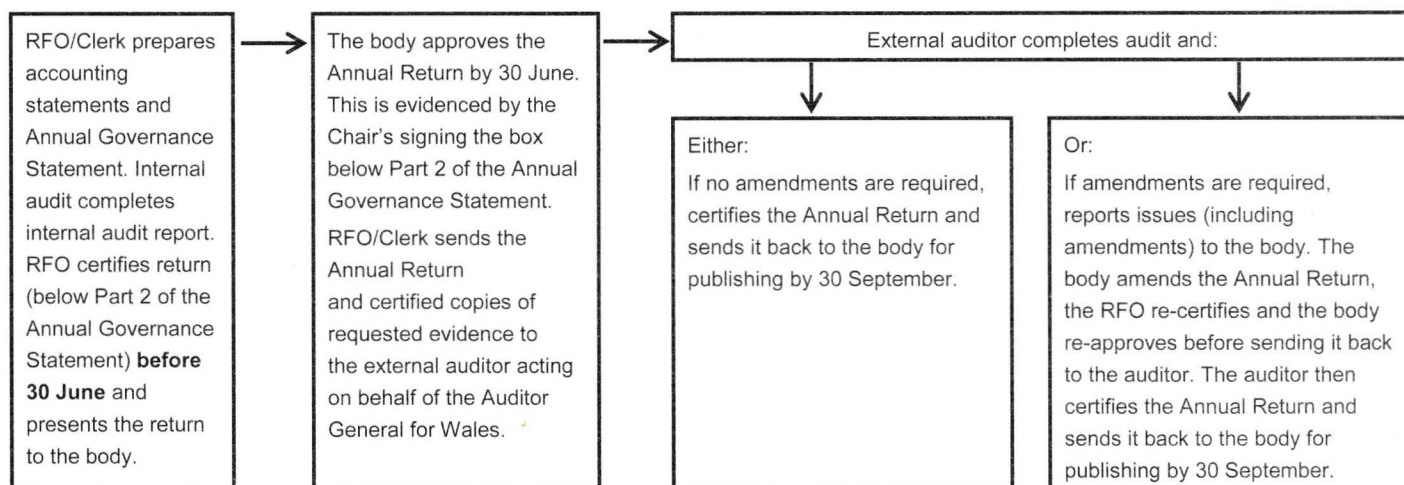 RFO/Clerk prepares
accounting
statements and
Annual Governance
Statement. Internal
audit completes
internal audit report.
RFO certifies return
(below Part 2 of the
Annual Governance
Statement) before
30 June and
presents the return
to the body.
The body approves the
Annual Return by 30 June.
This is evidenced by the
Chair's signing the box
below Part 2 of the Annual
Governance Statement.
RFO/Clerk sends the
Annual Return
and certified copies of
requested evidence to
the external auditor acting
on behalf of the Auditor
General for Wales.
External auditor completes audit and:
Either:
If no amendments are required,
certifies the Annual Return and
sends it back to the body for
publishing by 30 September.
Or:
If amendments are required,
reports issues (including
amendments) to the body. The
body amends the Annual Return,
the RFO re-certifies and the body
re-approves before sending it back
to the auditor. The auditor then
certifies the Annual Return and
sends it back to the body for
publishing by 30 September.